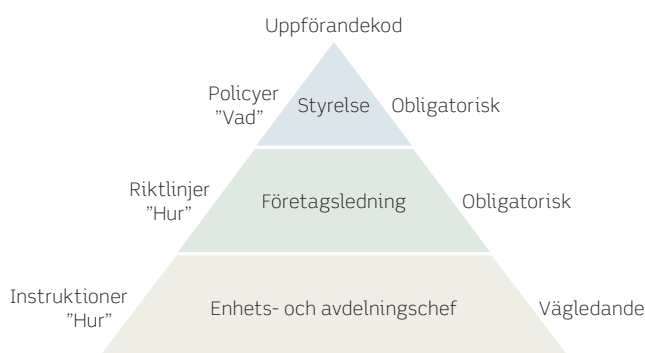 Uppförandekod
Policyer
”Vad”
Styrelse
Obligatorisk
Riktlinjer
”Hur”
Företagsledning
Obligatorisk
Instruktioner
”Hur”
Enhets- och avdelningschef
Vägledande